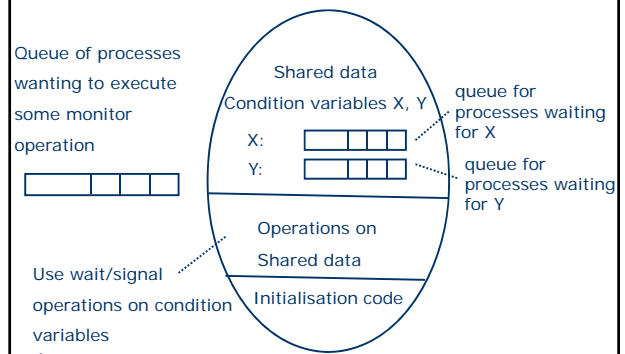 Queue of processes
wanting to execute
some monitor
operation
Shared data
Condition variables X, Y
X:
Y:
queue for
processes waiting
for X
queue for
processes waiting
for Y
Operations on
Shared data
Use wait/signal
operations on condition
variables
Initialisation code